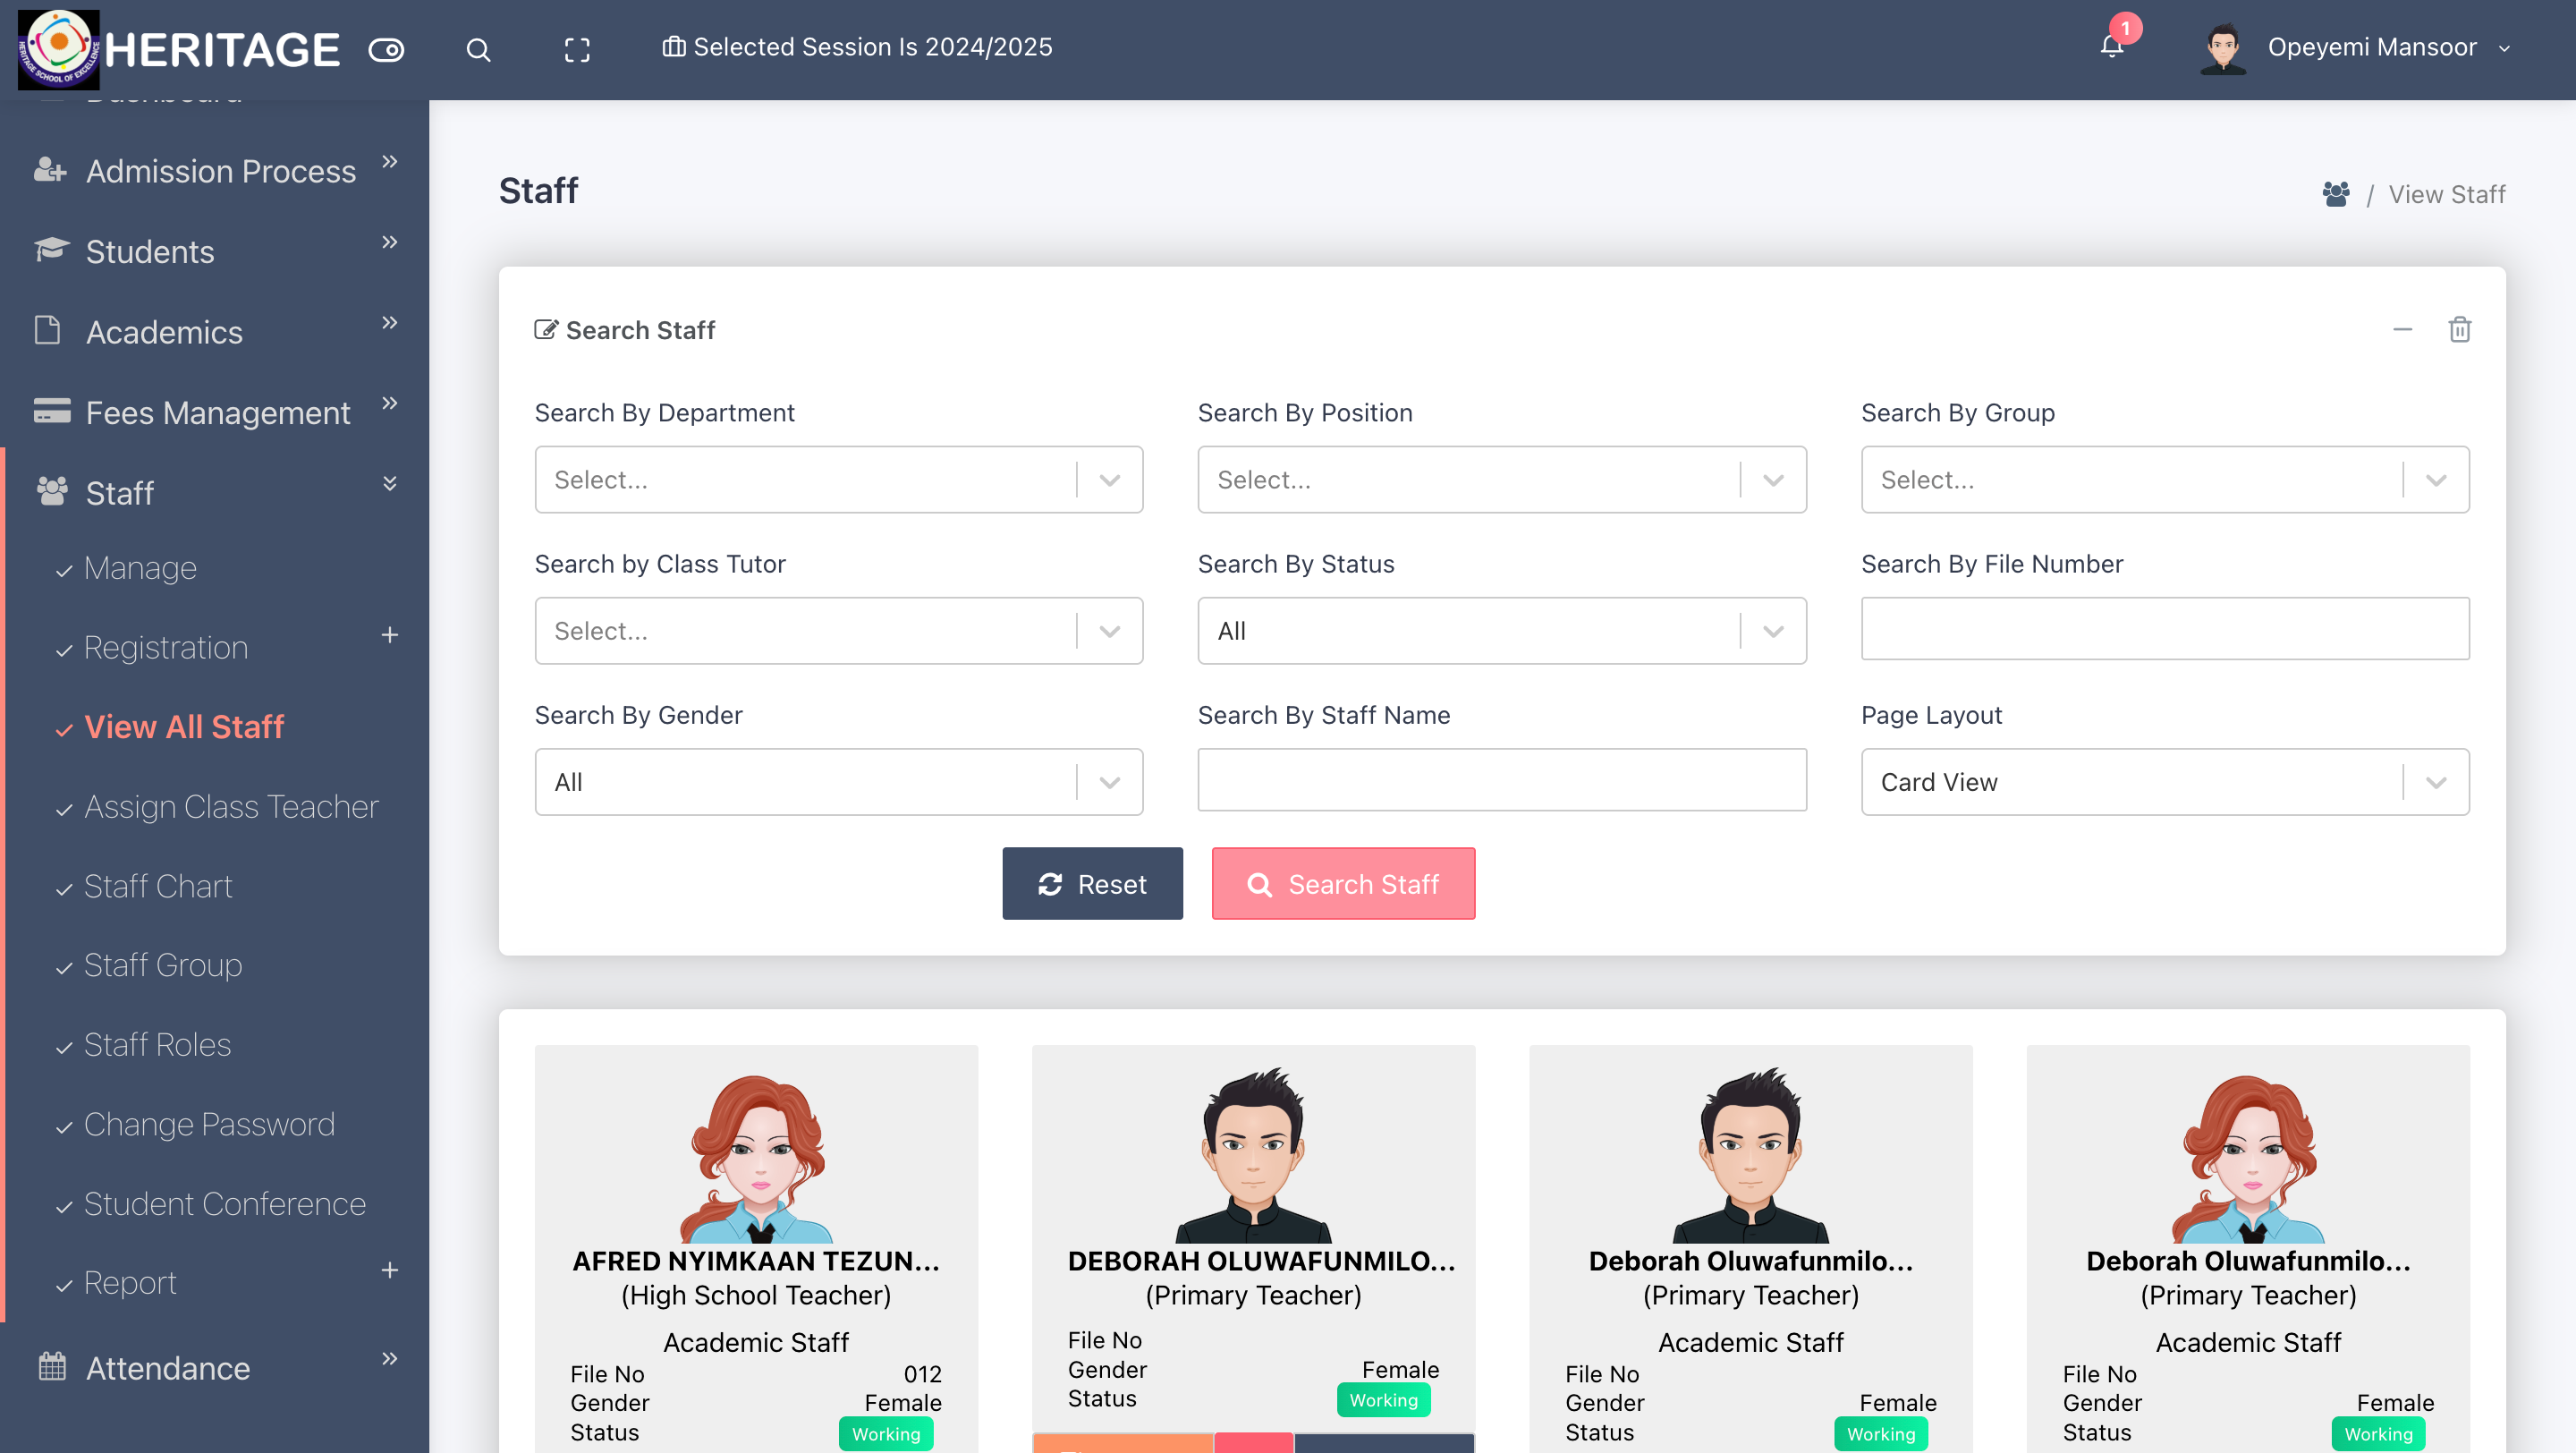 HERITAGE SCHOOL OF EXCELLENCE
HERITAGE
Selected Session Is 2024/2025
1
Opeyemi Mansoor
Dashboard
Admission Process
Students
Academics
Fees Management
Staff
Manage
Registration
View All Staff
Assign Class Teacher
Staff Chart
Staff Group
Staff Roles
Change Password
Student Conference
Report
Attendance
Staff
/ View Staff
Search Staff
Search By Department
Search By Position
Search By Group
Select...
Select...
Select...
Search by Class Tutor
Search By Status
Search By File Number
Select...
All
Search By Gender
Search By Staff Name
Page Layout
All
Card View
Reset
Search Staff
AFRED NYIMKAAN TEZUN...
(High School Teacher)
Academic Staff
File No 012
Gender Female
Status Working
DEBORAH OLUWAFUNMILO...
(Primary Teacher)
File No
Gender Female
Status Working
Deborah Oluwafunmilo...
(Primary Teacher)
Academic Staff
File No
Gender Female
Status Working
Deborah Oluwafunmilo...
(Primary Teacher)
Academic Staff
File No
Gender Female
Status Working